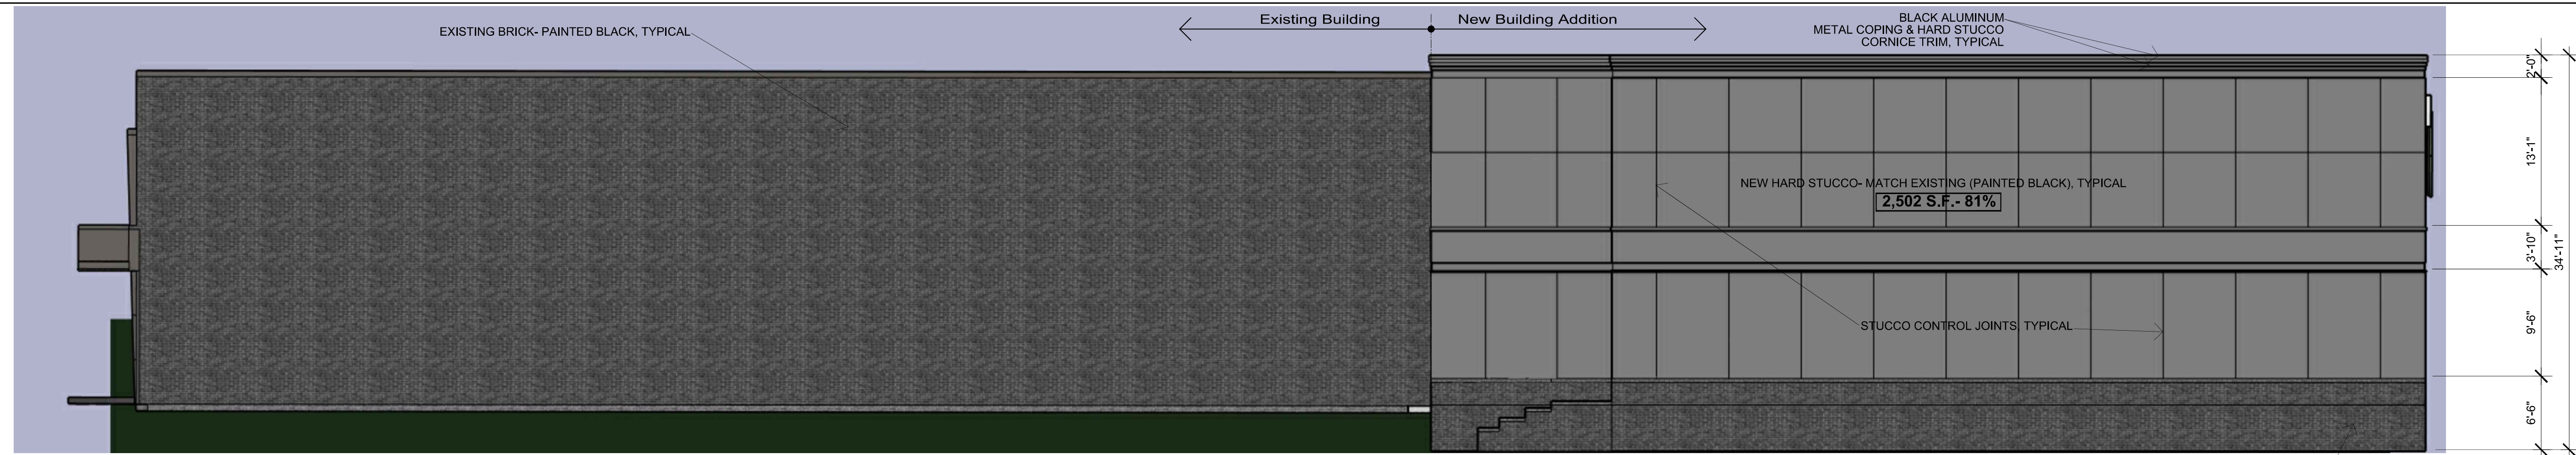 Existing Building
New Building Addition
EXISTING BRICK- PAINTED BLACK, TYPICAL
BLACK ALUMINUM
METAL COPING & HARD STUCCO
CORNICE TRIM, TYPICAL
NEW HARD STUCCO- MATCH EXISTING (PAINTED BLACK), TYPICAL
2,502 S.F.- 81%
STUCCO CONTROL JOINTS, TYPICAL
2'-0"
13'-1"
3'-10"
34'-11"
9'-6"
6'-6"